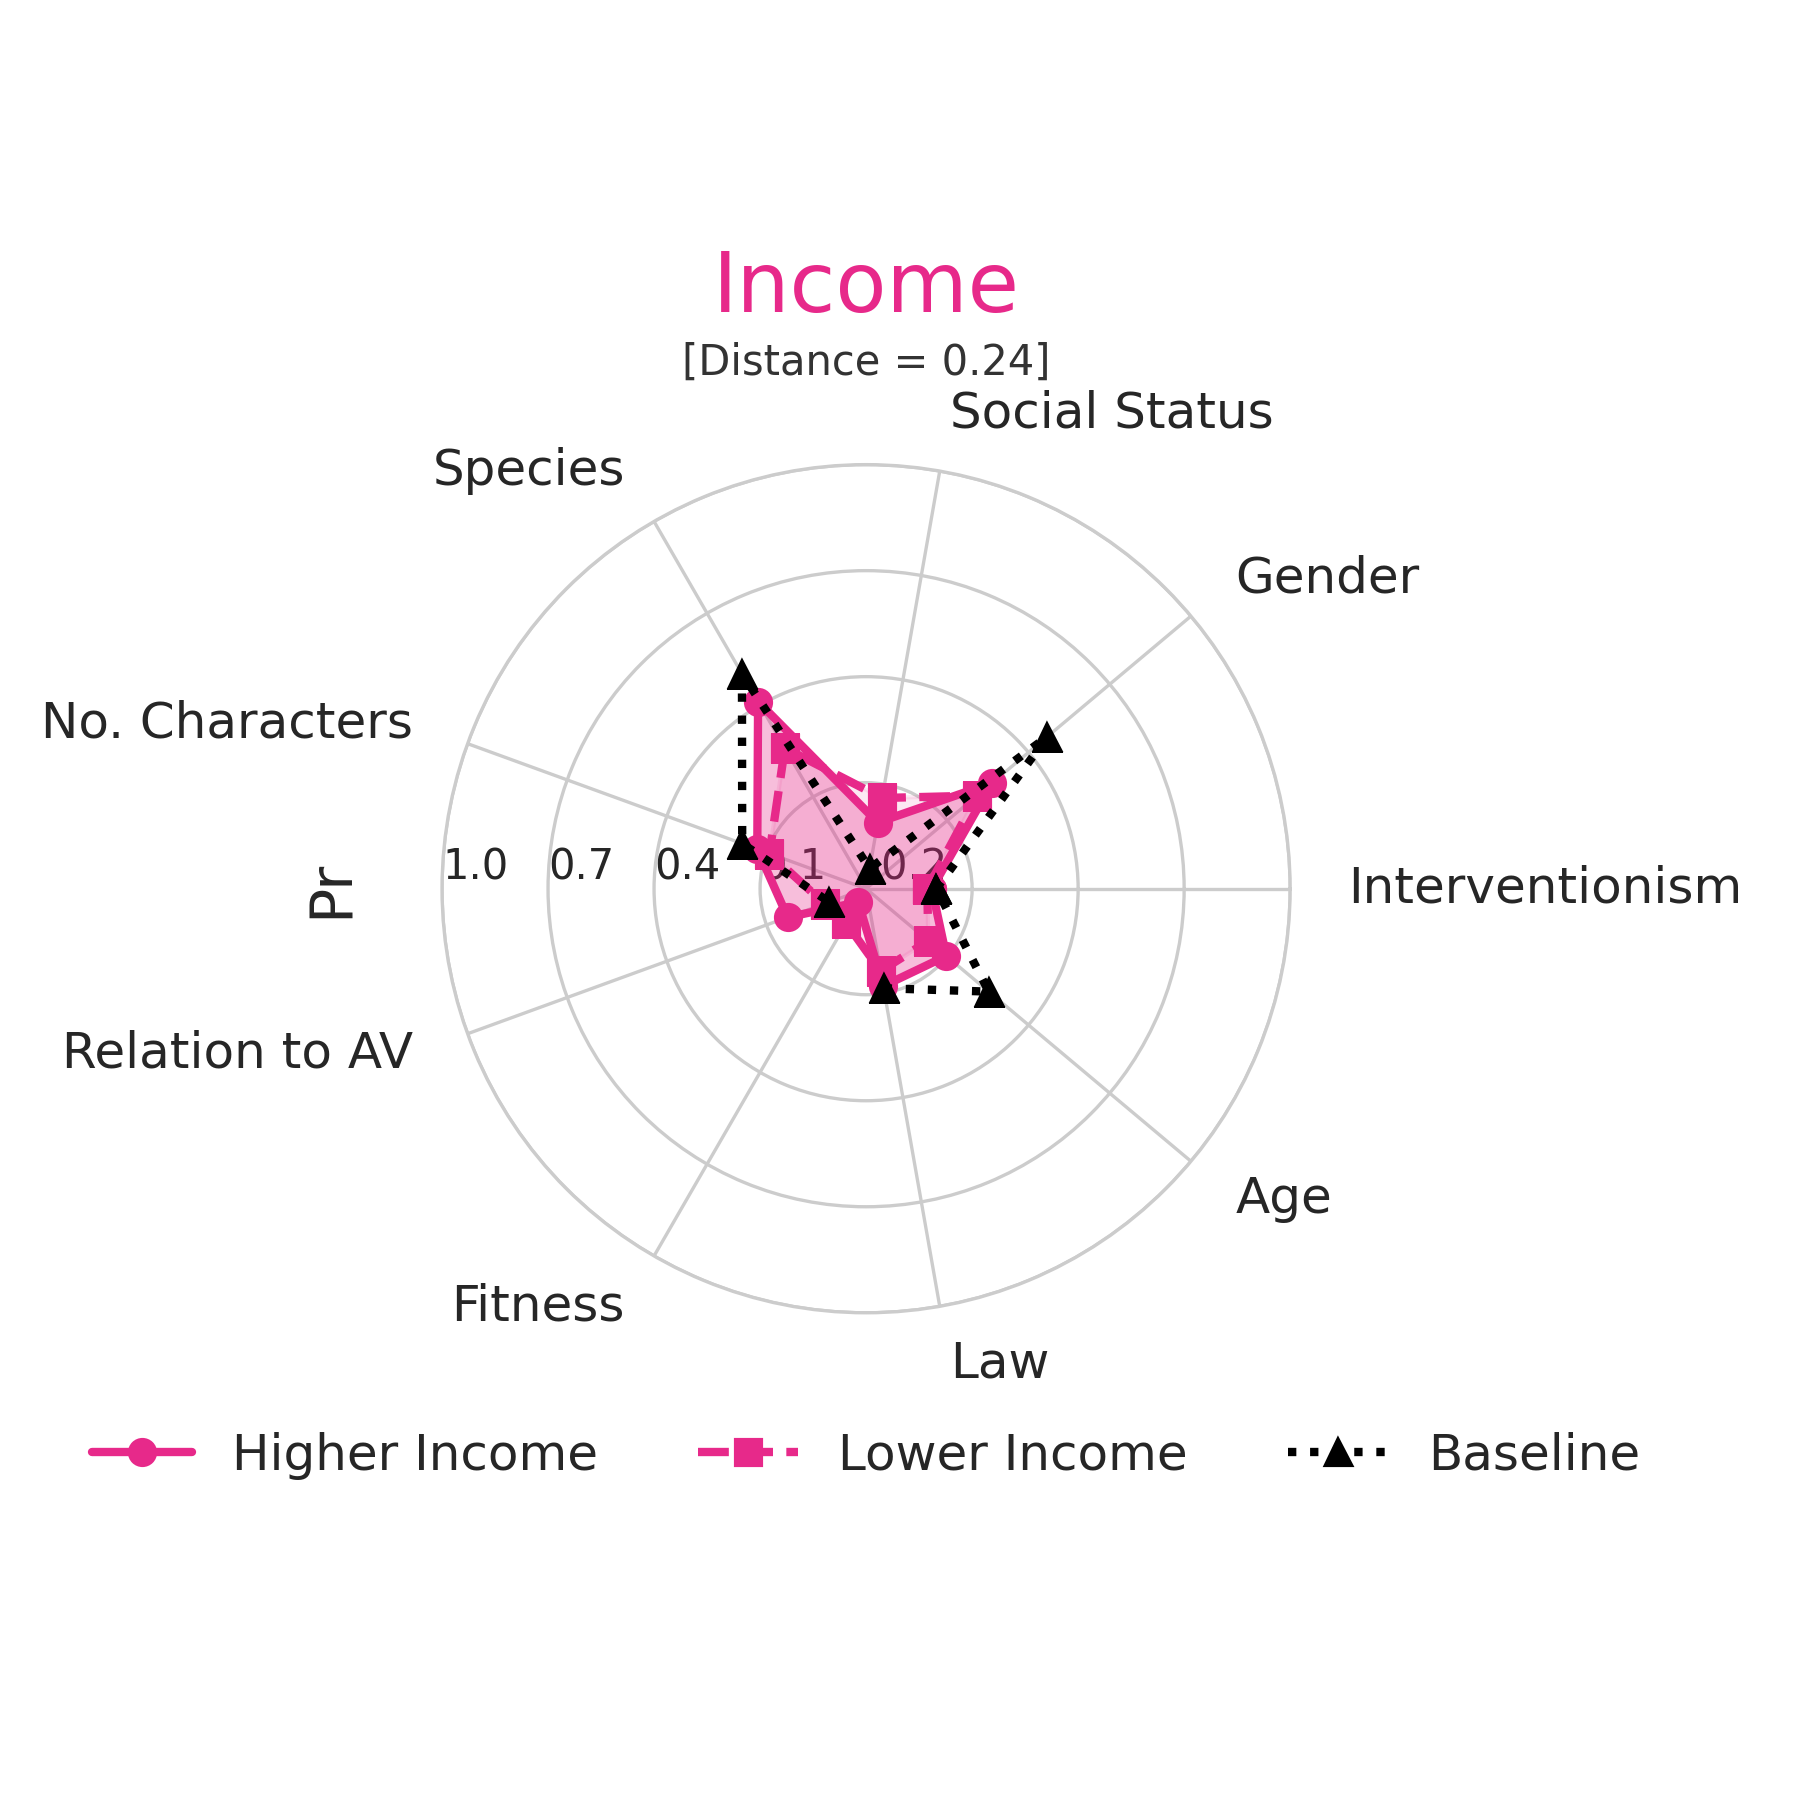 Income
[Distance = 0.24]
Social Status
Species
Gender
No. Characters
1.0 0.7 0.4
Interventionism
Pr
Relation to AV
Age
Fitness
Law
Higher Income Lower Income Baseline